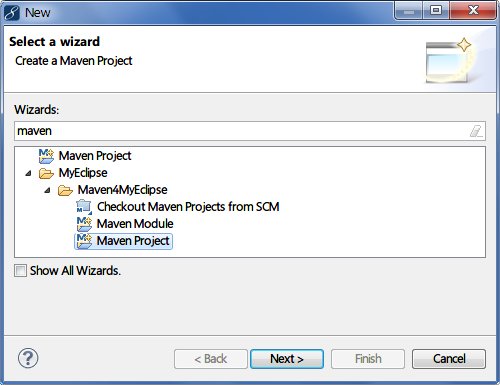 New
Select a wizard
Create a Maven Project
Wizards:
maven
Maven Project
MyEclipse
Maven4MyEclipse
Checkout Maven Projects from SCM
Maven Module
Maven Project
Show All Wizards.
< Back
Next >
Finish
Cancel